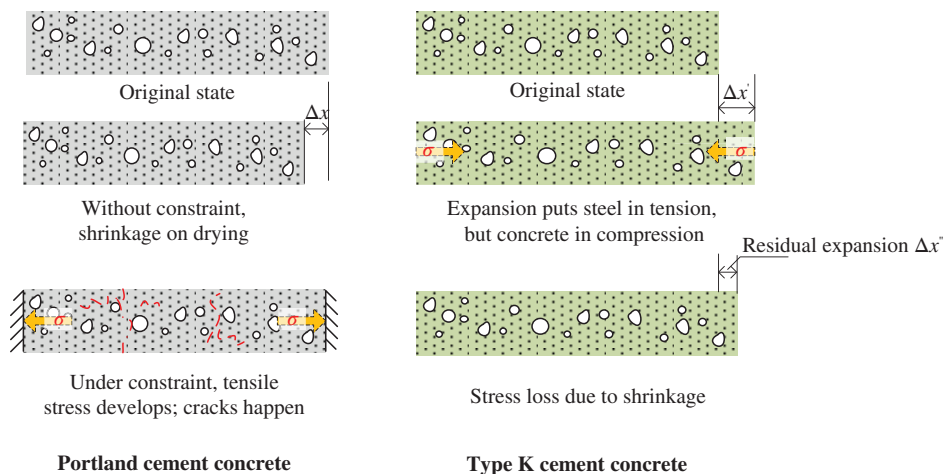 Original state
Δx
Without constraint,
shrinkage on drying
σ
σ
Under constraint, tensile
stress develops; cracks happen
Portland cement concrete
Original state
Δx'
σ
σ
Expansion puts steel in tension,
but concrete in compression
Residual expansion Δx"
Stress loss due to shrinkage
Type K cement concrete